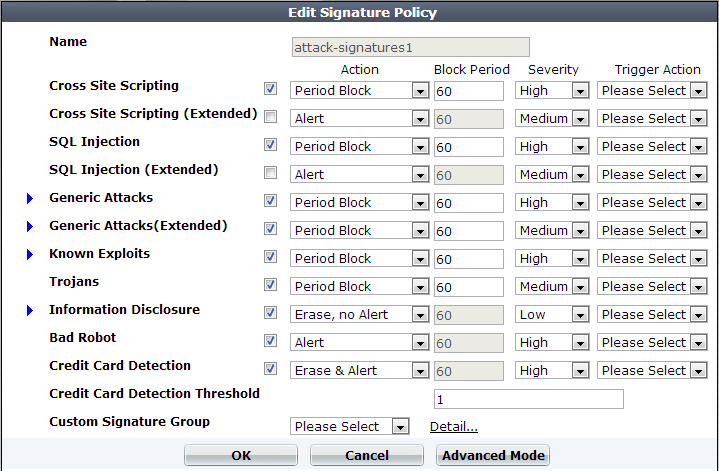 Edit Signature Policy
Name attack-signatures1
Action Block Period Severity Trigger Action
Cross Site Scripting Period Block 60 High Please Select
Cross Site Scripting (Extended) Alert 60 Medium Please Select
SQL Injection Period Block 60 High Please Select
SQL Injection (Extended) Alert 60 Medium Please Select
Generic Attacks Period Block 60 High Please Select
Generic Attacks(Extended) Period Block 60 Medium Please Select
Known Exploits Period Block 60 High Please Select
Trojans Period Block 60 Medium Please Select
Information Disclosure Erase, no Alert 60 Low Please Select
Bad Robot Alert 60 High Please Select
Credit Card Detection Erase & Alert 60 High Please Select
Credit Card Detection Threshold 1
Custom Signature Group Please Select Detail...
OK Cancel Advanced Mode